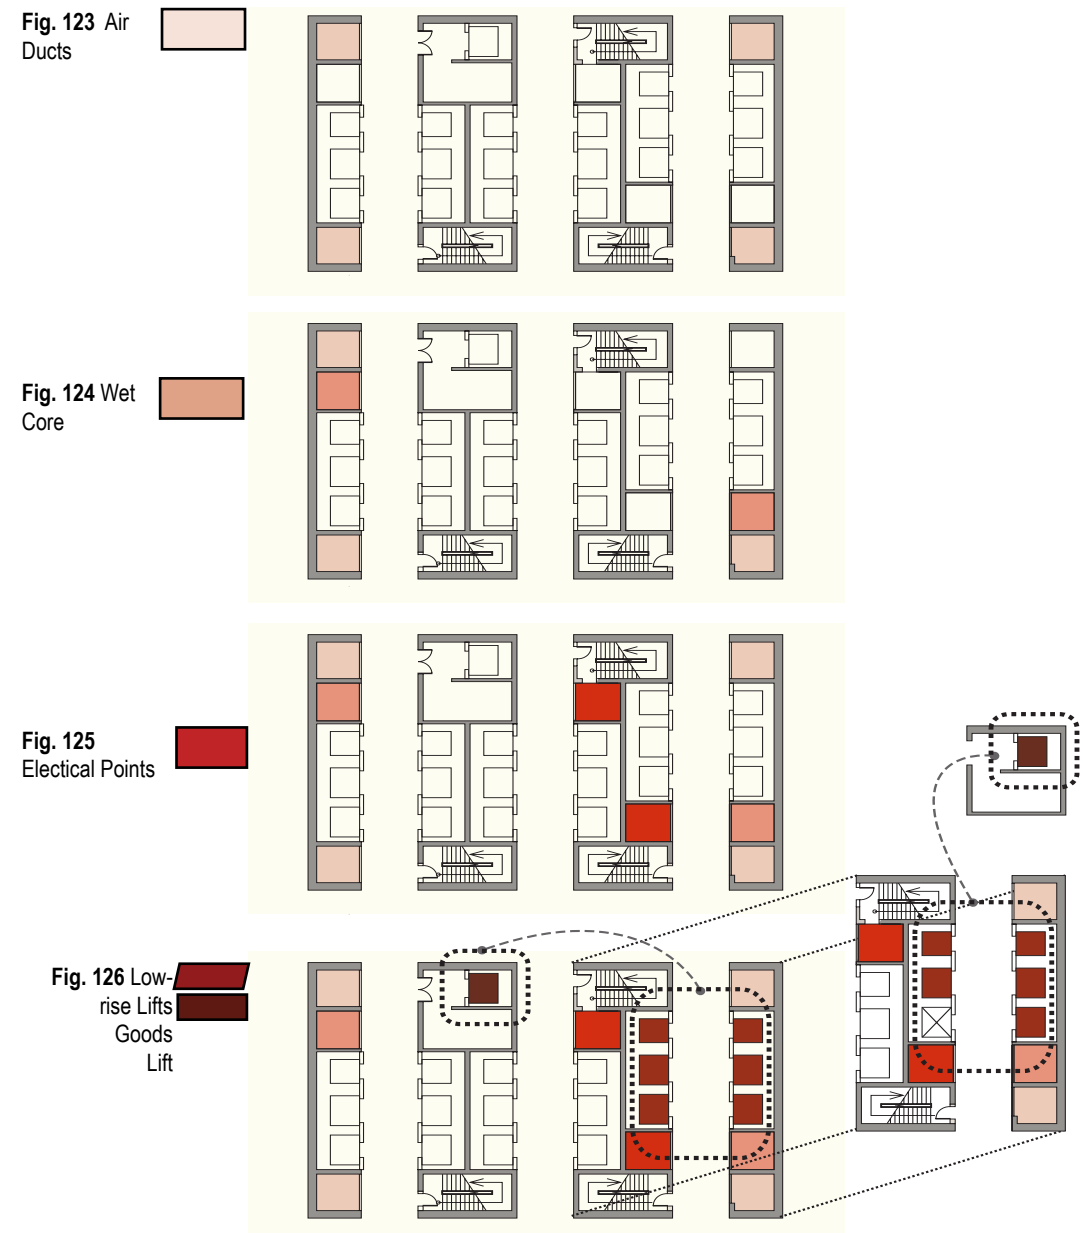 Fig. 123 Air
Ducts
Fig. 124 Wet
Core
Fig. 125
Electical Points
Fig. 126 Low-
rise Lifts
Goods
Lift